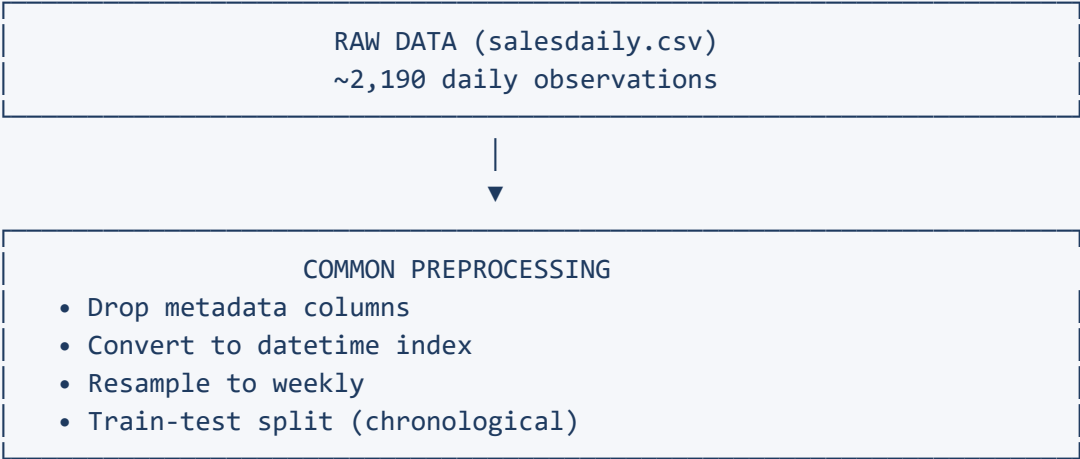 RAW DATA (salesdaily.csv)
~2,190 daily observations
COMMON PREPROCESSING
• Drop metadata columns
• Convert to datetime index
• Resample to weekly
• Train-test split (chronological)